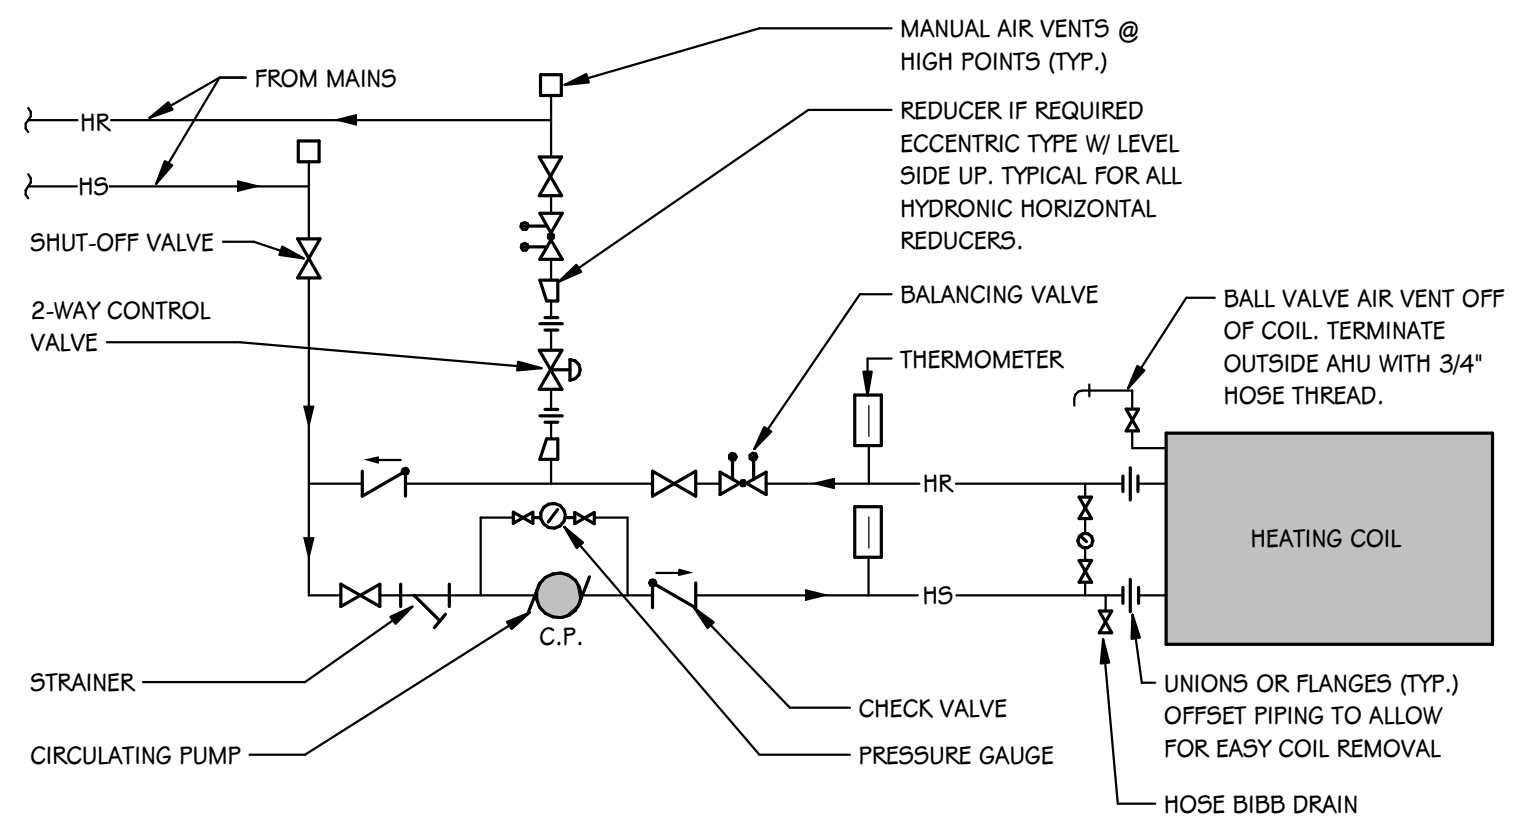 MANUAL AIR VENTS @
HIGH POINTS (TYP.)
FROM MAINS
HR
HS
REDUCER IF REQUIRED
ECCENTRIC TYPE W/ LEVEL
SIDE UP. TYPICAL FOR ALL
HYDRONIC HORIZONTAL
REDUCERS.
SHUT-OFF VALVE
2-WAY CONTROL
VALVE
BALANCING VALVE
THERMOMETER
BALL VALVE AIR VENT OFF
OF COIL. TERMINATE
OUTSIDE AHU WITH 3/4"
HOSE THREAD.
HR
HEATING COIL
HS
C.P.
STRAINER
CIRCULATING PUMP
CHECK VALVE
PRESSURE GAUGE
UNIONS OR FLANGES (TYP.)
OFFSET PIPING TO ALLOW
FOR EASY COIL REMOVAL
HOSE BIBB DRAIN